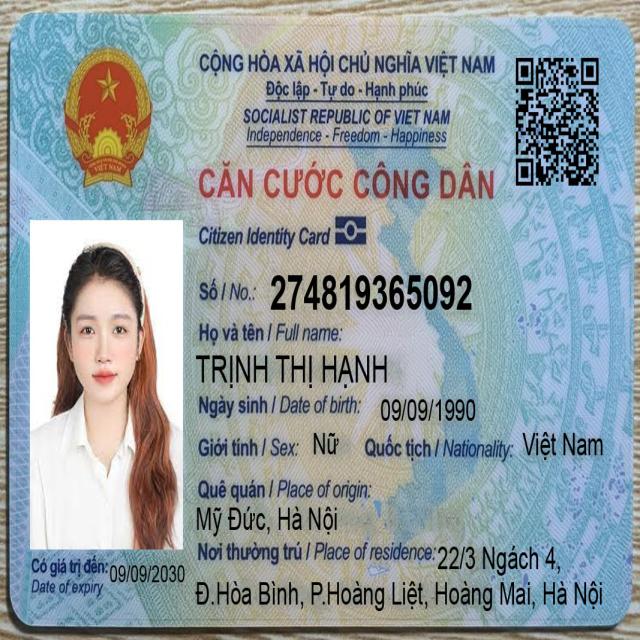 CỘNG HÒA XÃ HỘI CHỦ NGHĨA VIỆT NAM
Độc lập - Tự do - Hạnh phúc
SOCIALIST REPUBLIC OF VIET NAM
Independence - Freedom - Happiness
CĂN CƯỚC CÔNG DÂN
Citizen Identity Card
VIỆT NAM
Số / No.: 274819365092
Họ và tên / Full name:
TRỊNH THỊ HẠNH
Ngày sinh / Date of birth: 09/09/1990
Giới tính / Sex: Nữ Quốc tịch / Nationality: Việt Nam
Quê quán / Place of origin:
Mỹ Đức, Hà Nội
Nơi thường trú / Place of residence: 22/3 Ngách 4,
Đ.Hòa Bình, P.Hoàng Liệt, Hoàng Mai, Hà Nội
Có giá trị đến: 09/09/2030
Date of expiry